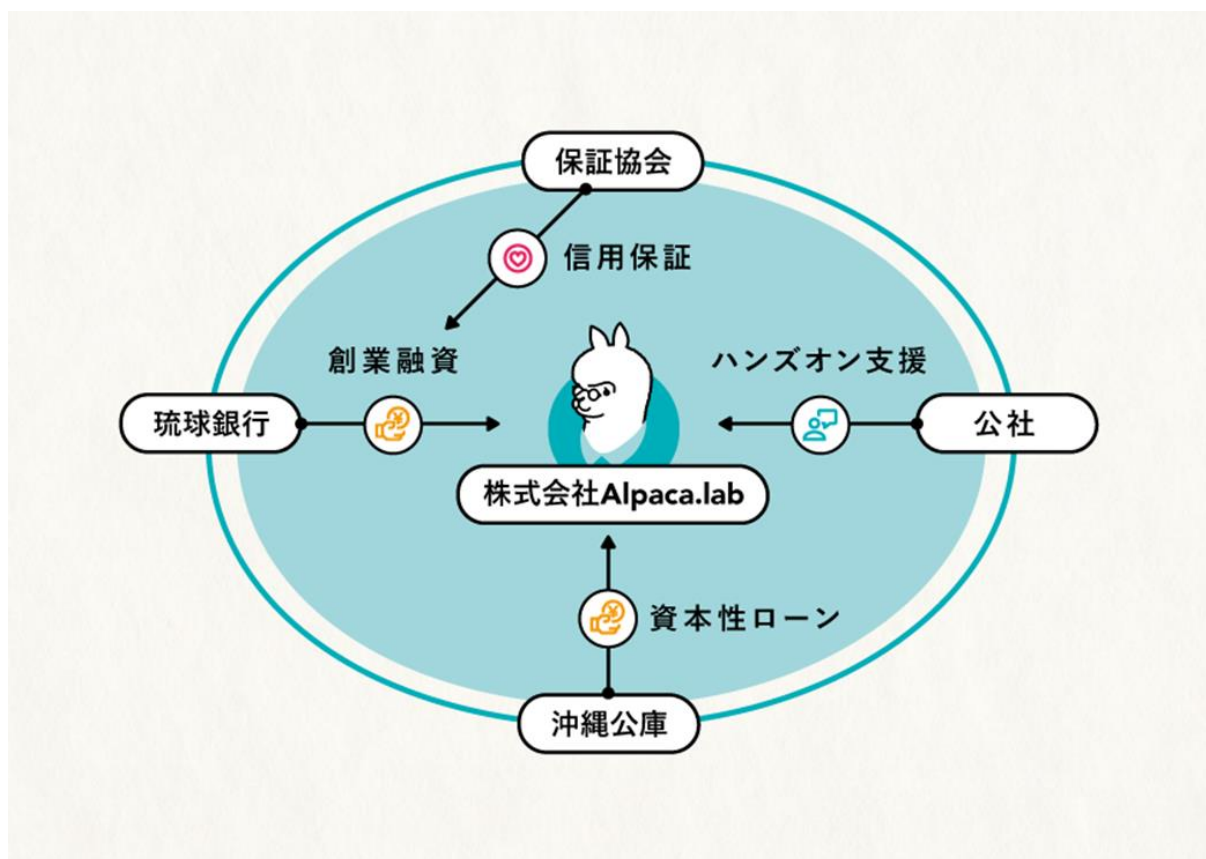 保証協会
信用保証
創業融資
ハンズオン支援
琉球銀行
公社
株式会社Alpaca.lab
資本性ローン
沖縄公庫